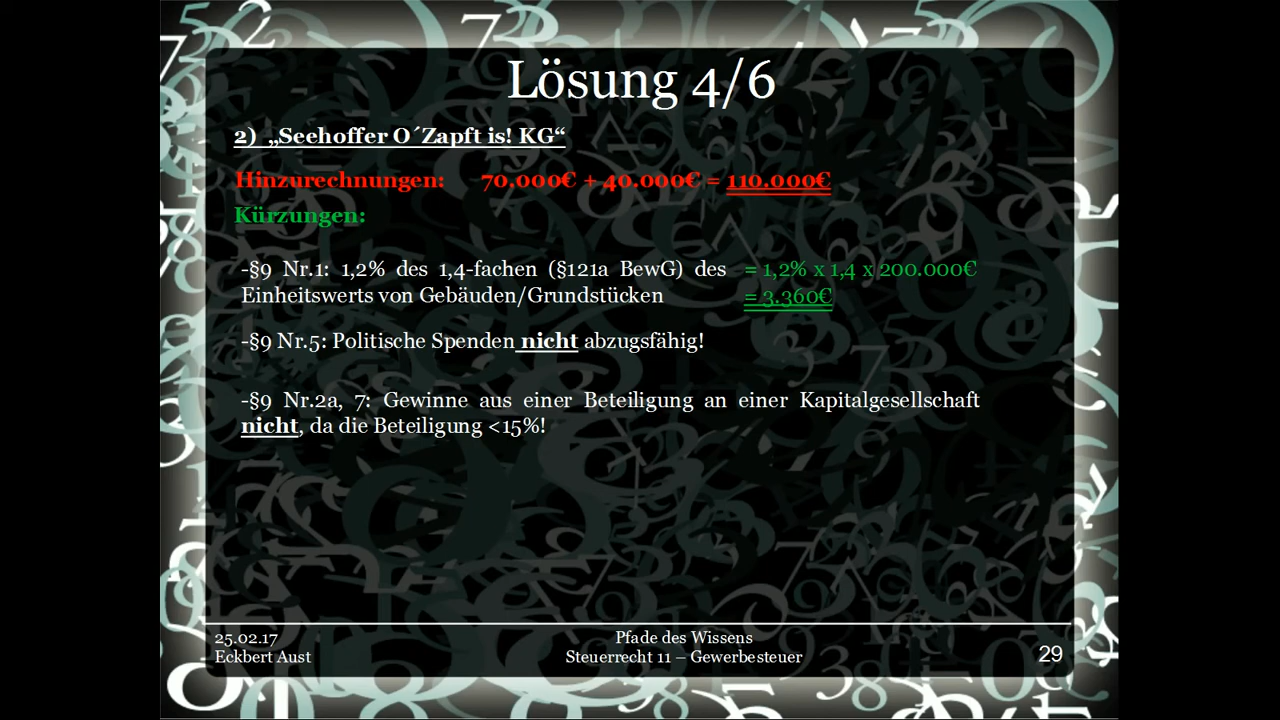 Lösung 4/6
2) „Seehoffer O´Zapft is! KG“
Hinzurechnungen: 70.000€ + 40.000€ = 110.000€
Kürzungen:
-§9 Nr.1: 1,2% des 1,4-fachen (§121a BewG) des = 1,2% x 1,4 x 200.000€
Einheitswerts von Gebäuden/Grundstücken = 3.360€
-§9 Nr.5: Politische Spenden nicht abzugsfähig!
-§9 Nr.2a, 7: Gewinne aus einer Beteiligung an einer Kapitalgesellschaft
nicht, da die Beteiligung <15%!
25.02.17 Pfade des Wissens
Eckbert Aust Steuerrecht 11 – Gewerbesteuer 29